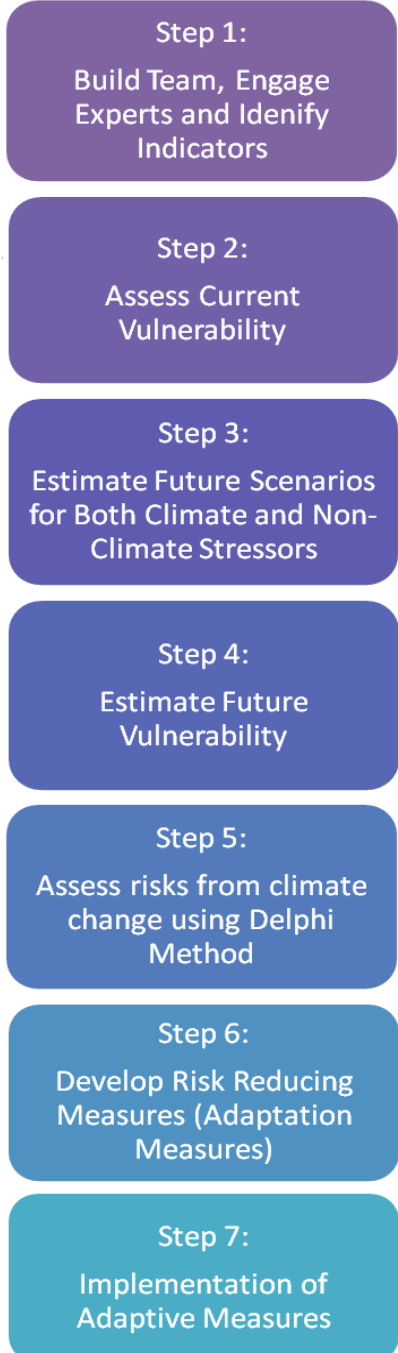 Step 1:
Build Team, Engage
Experts and Idenify
Indicators
Step 2:
Assess Current
Vulnerability
Step 3:
Estimate Future Scenarios
for Both Climate and Non-
Climate Stressors
Step 4:
Estimate Future
Vulnerability
Step 5:
Assess risks from climate
change using Delphi
Method
Step 6:
Develop Risk Reducing
Measures (Adaptation
Measures)
Step 7:
Implementation of
Adaptive Measures